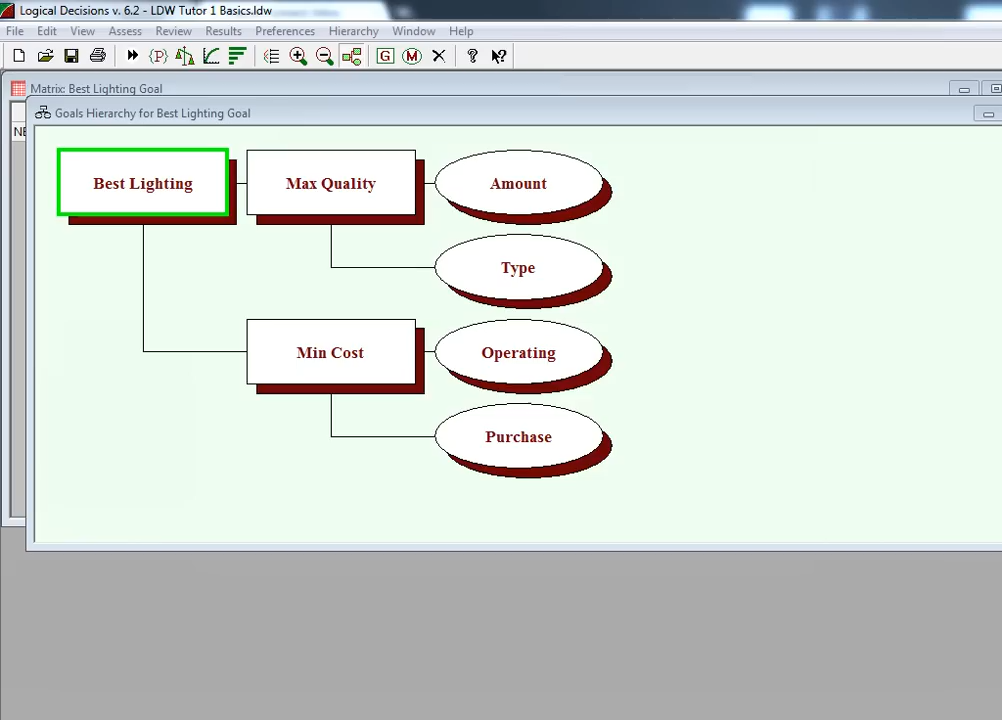 Logical Decisions v. 6.2 - LDW Tutor 1 Basics.ldw
File Edit View Assess Review Results Preferences Hierarchy Window Help
{P} G M ? ?
Matrix: Best Lighting Goal
Goals Hierarchy for Best Lighting Goal
NE
Best Lighting Max Quality Amount
Type
Min Cost Operating
Purchase